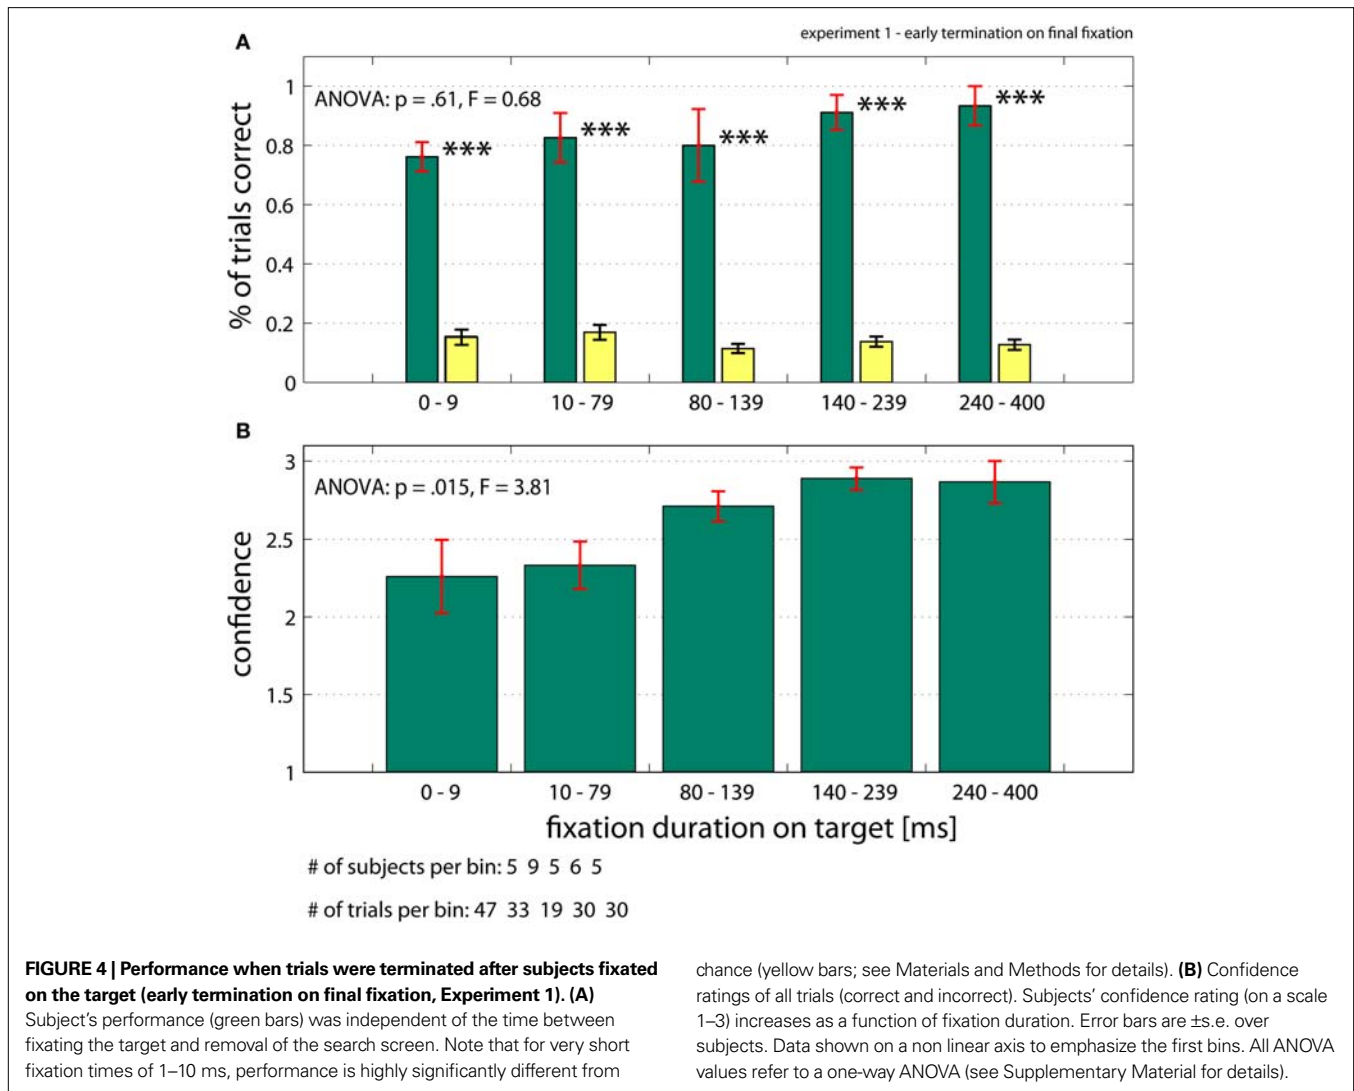 A
experiment 1 - early termination on final fixation
ANOVA: p = .61, F = 0.68
% of trials correct
1
0.8
0.6
0.4
0.2
0
***
***
***
***
***
0 - 9
10 - 79
80 - 139
140 - 239
240 - 400
B
ANOVA: p = .015, F = 3.81
confidence
3
2.5
2
1.5
1
0 - 9
10 - 79
80 - 139
140 - 239
240 - 400
fixation duration on target [ms]
# of subjects per bin: 5 9 5 6 5
# of trials per bin: 47 33 19 30 30
FIGURE 4 | Performance when trials were terminated after subjects fixated
on the target (early termination on final fixation, Experiment 1). (A)
Subject's performance (green bars) was independent of the time between
fixating the target and removal of the search screen. Note that for very short
fixation times of 1–10 ms, performance is highly significantly different from
chance (yellow bars; see Materials and Methods for details). (B) Confidence
ratings of all trials (correct and incorrect). Subjects' confidence rating (on a scale
1–3) increases as a function of fixation duration. Error bars are ±s.e. over
subjects. Data shown on a non linear axis to emphasize the first bins. All ANOVA
values refer to a one-way ANOVA (see Supplementary Material for details).